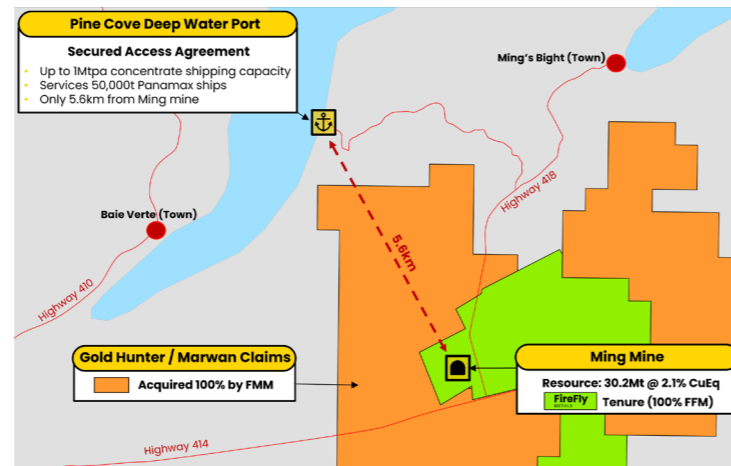 Pine Cove Deep Water Port
Secured Access Agreement
• Up to 1Mtpa concentrate shipping capacity
• Services 50,000t Panamax ships
• Only 5.6km from Ming mine
Ming's Bight (Town)
Highway 418
Baie Verte (Town)
5.6km
Highway 410
Gold Hunter / Marwan Claims
Acquired 100% by FMM
Ming Mine
Resource: 30.2Mt @ 2.1% CuEq
FireFly
METALS
Tenure (100% FFM)
Highway 414